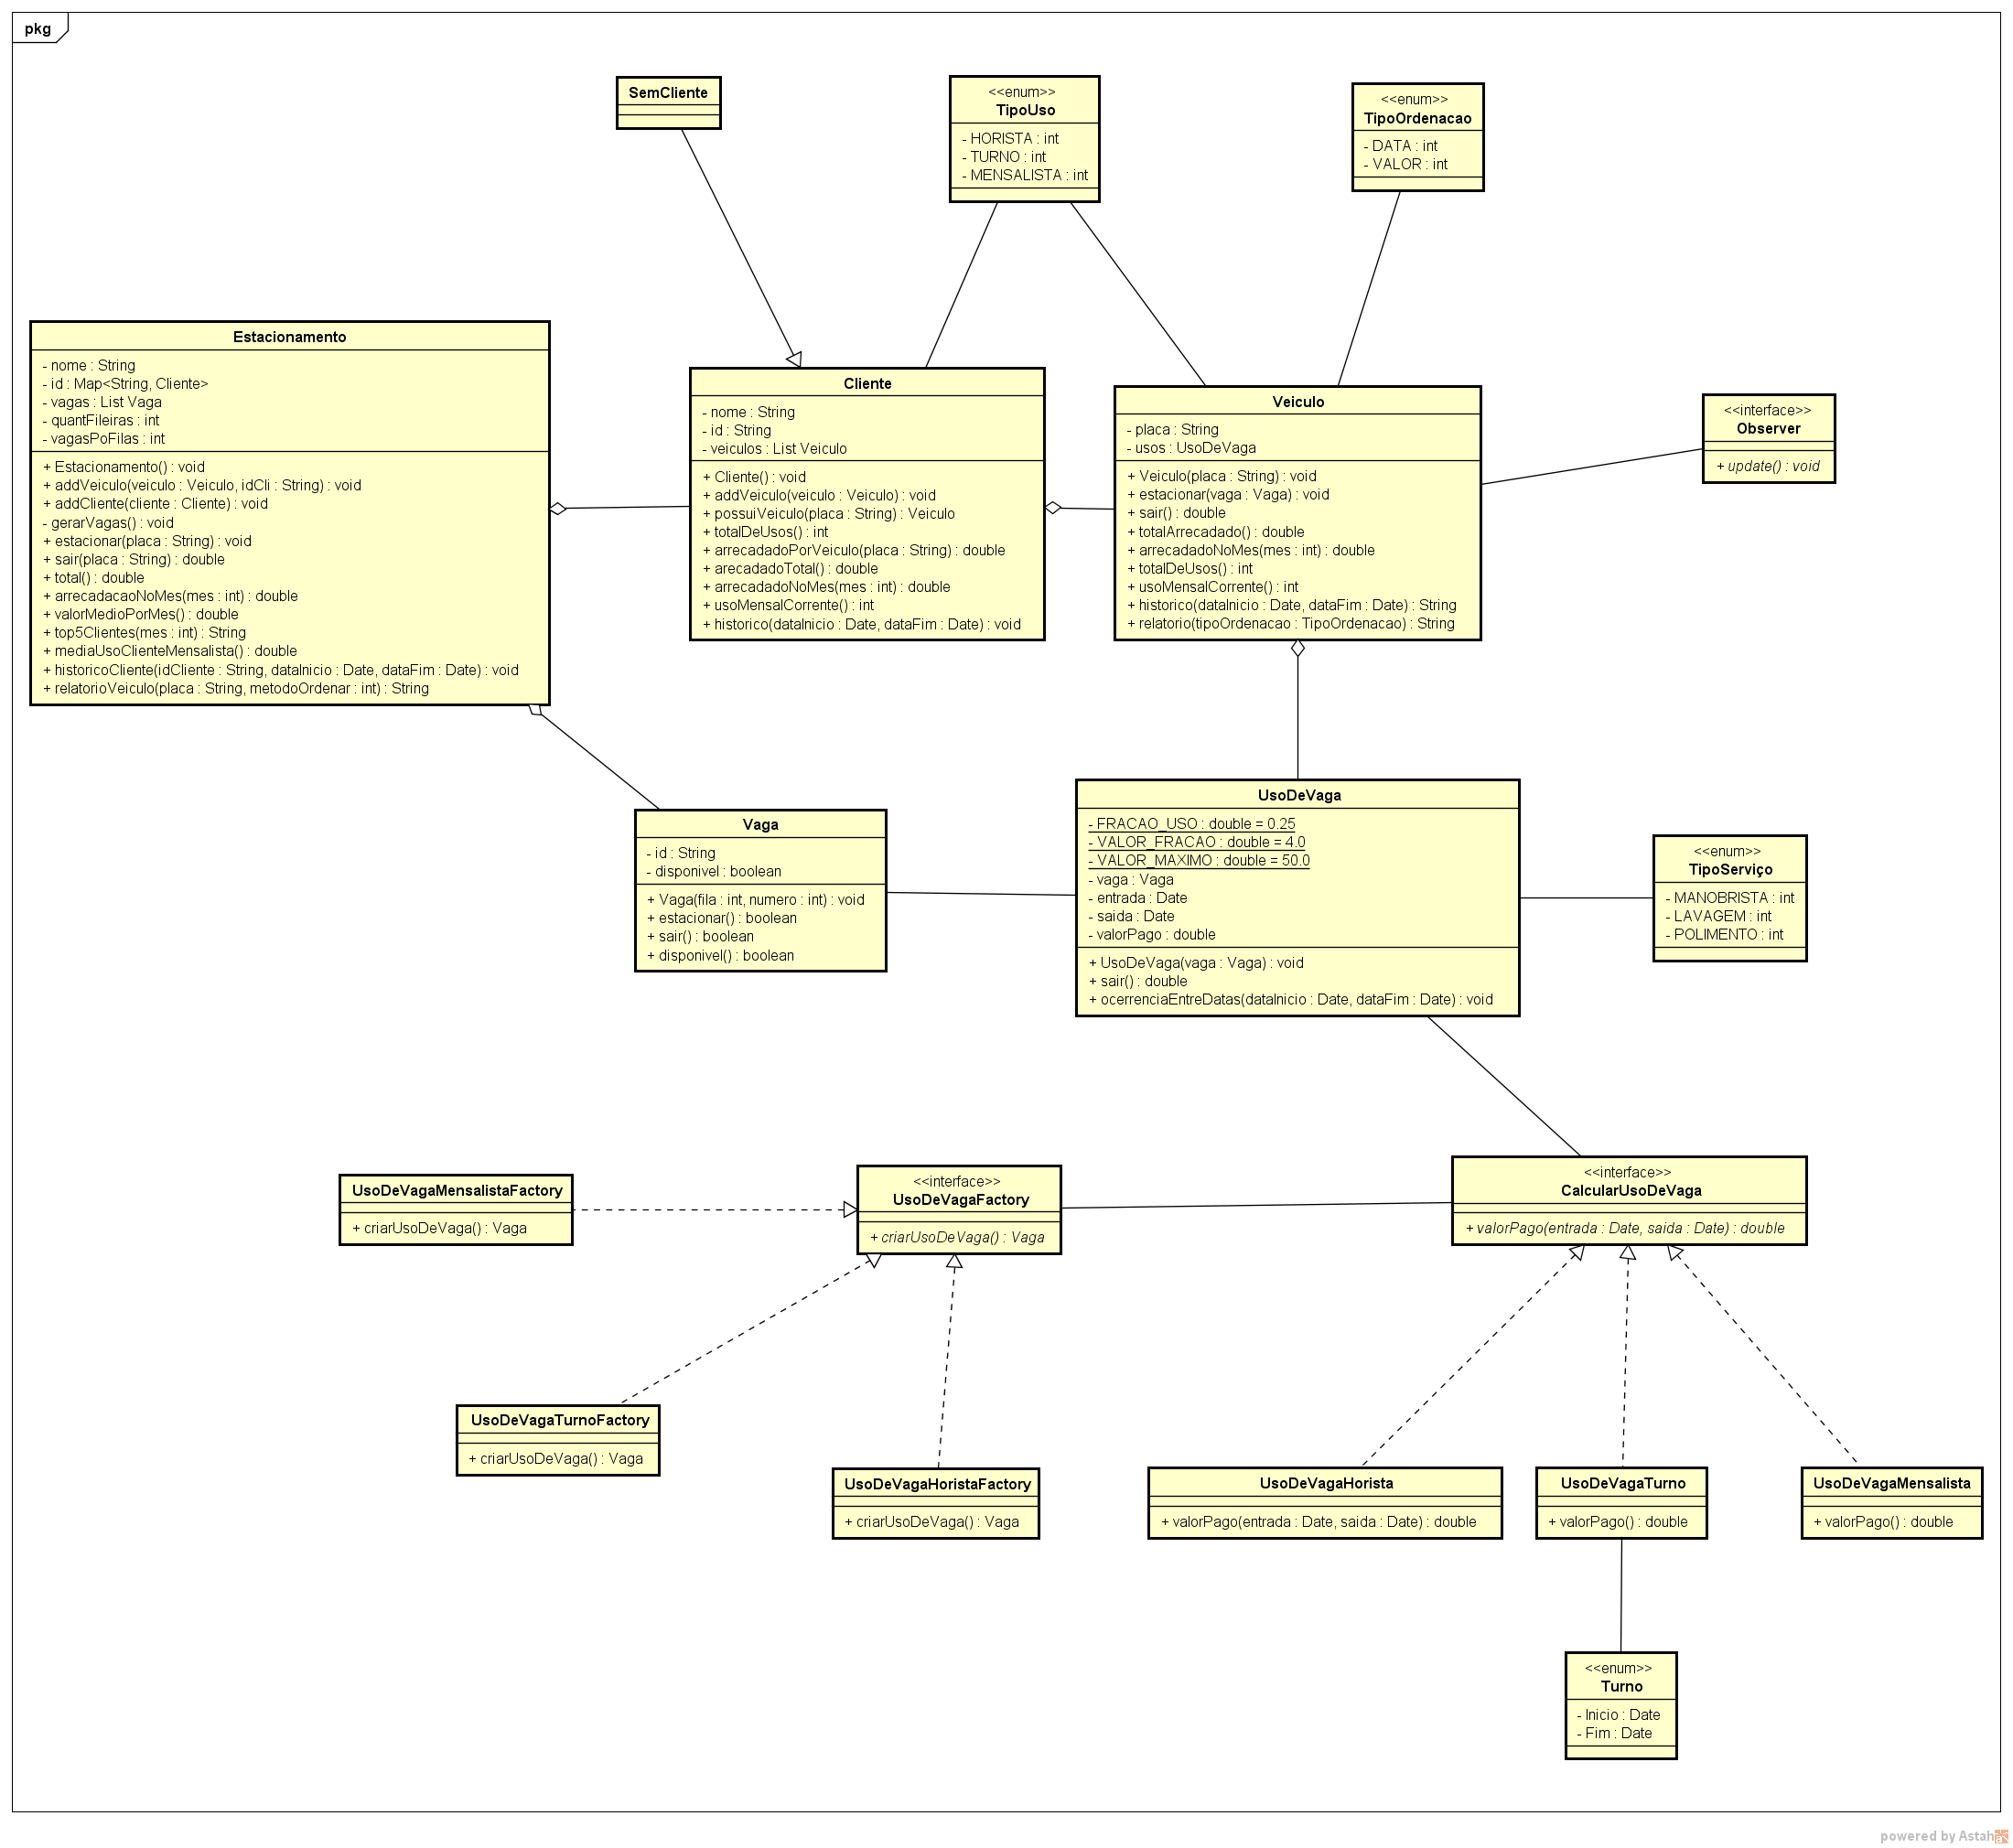 pkg
SemCliente
<<enum>>
TipoUso
- HORISTA : int
- TURNO : int
- MENSALISTA : int
<<enum>>
TipoOrdenacao
- DATA : int
- VALOR : int
Estacionamento
- nome : String
- id : Map<String, Cliente>
- vagas : List Vaga
- quantFileiras : int
- vagasPoFilas : int
+ Estacionamento() : void
+ addVeiculo(veiculo : Veiculo, idCli : String) : void
+ addCliente(cliente : Cliente) : void
- gerarVagas() : void
+ estacionar(placa : String) : void
+ sair(placa : String) : double
+ total() : double
+ arrecadacaoNoMes(mes : int) : double
+ valorMedioPorMes() : double
+ top5Clientes(mes : int) : String
+ mediaUsoClienteMensalista() : double
+ historicoCliente(idCliente : String, dataInicio : Date, dataFim : Date) : void
+ relatorioVeiculo(placa : String, metodoOrdenar : int) : String
Cliente
- nome : String
- id : String
- veiculos : List Veiculo
+ Cliente() : void
+ addVeiculo(veiculo : Veiculo) : void
+ possuiVeiculo(placa : String) : Veiculo
+ totalDeUsos() : int
+ arrecadadoPorVeiculo(placa : String) : double
+ arecadadoTotal() : double
+ arrecadadoNoMes(mes : int) : double
+ usoMensalCorrente() : int
+ historico(dataInicio : Date, dataFim : Date) : void
Veiculo
- placa : String
- usos : UsoDeVaga
+ Veiculo(placa : String) : void
+ estacionar(vaga : Vaga) : void
+ sair() : double
+ totalArrecadado() : double
+ arrecadadoNoMes(mes : int) : double
+ totalDeUsos() : int
+ usoMensalCorrente() : int
+ historico(dataInicio : Date, dataFim : Date) : String
+ relatorio(tipoOrdenacao : TipoOrdenacao) : String
<<interface>>
Observer
+ update() : void
Vaga
- id : String
- disponivel : boolean
+ Vaga(fila : int, numero : int) : void
+ estacionar() : boolean
+ sair() : boolean
+ disponivel() : boolean
UsoDeVaga
- FRACAO_USO : double = 0.25
- VALOR_FRACAO : double = 4.0
- VALOR_MAXIMO : double = 50.0
- vaga : Vaga
- entrada : Date
- saida : Date
- valorPago : double
+ UsoDeVaga(vaga : Vaga) : void
+ sair() : double
+ ocerrenciaEntreDatas(dataInicio : Date, dataFim : Date) : void
<<enum>>
TipoServiço
- MANOBRISTA : int
- LAVAGEM : int
- POLIMENTO : int
UsoDeVagaMensalistaFactory
+ criarUsoDeVaga() : Vaga
<<interface>>
UsoDeVagaFactory
+ criarUsoDeVaga() : Vaga
<<interface>>
CalcularUsoDeVaga
+ valorPago(entrada : Date, saida : Date) : double
UsoDeVagaTurnoFactory
+ criarUsoDeVaga() : Vaga
UsoDeVagaHoristaFactory
+ criarUsoDeVaga() : Vaga
UsoDeVagaHorista
+ valorPago(entrada : Date, saida : Date) : double
UsoDeVagaTurno
+ valorPago() : double
UsoDeVagaMensalista
+ valorPago() : double
<<enum>>
Turno
- Inicio : Date
- Fim : Date
powered by Astah